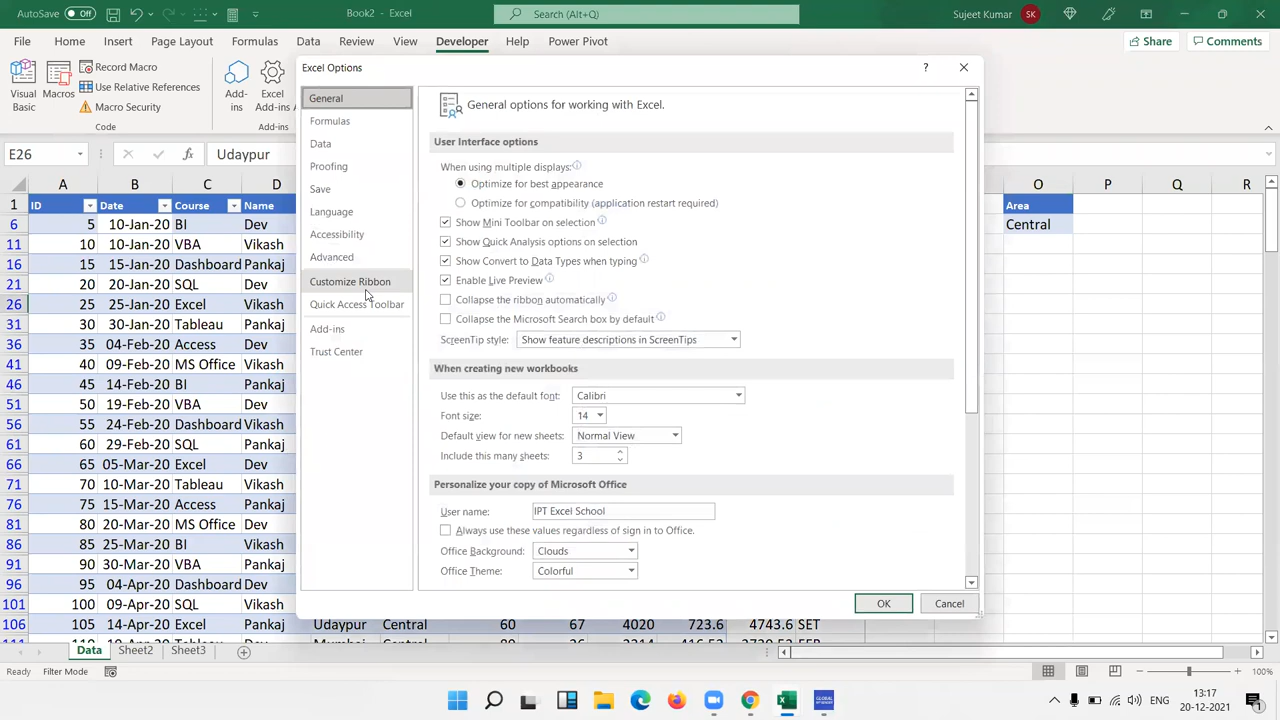 AutoSave Off Book2 - Excel Search (Alt+Q) Sujeet Kumar SK
File Home Insert Page Layout Formulas Data Review View Developer Help Power Pivot Share Comments
Visual Basic Macros Record Macro Use Relative References Macro Security Add-ins Excel Add-ins
Code Add-ins
E26 fx Udaypur
Excel Options ?
General
Formulas
Data
Proofing
Save
Language
Accessibility
Advanced
Customize Ribbon
Quick Access Toolbar
Add-ins
Trust Center
General options for working with Excel.
User Interface options
When using multiple displays:
Optimize for best appearance
Optimize for compatibility (application restart required)
Show Mini Toolbar on selection
Show Quick Analysis options on selection
Show Convert to Data Types when typing
Enable Live Preview
Collapse the ribbon automatically
Collapse the Microsoft Search box by default
ScreenTip style: Show feature descriptions in ScreenTips
When creating new workbooks
Use this as the default font: Calibri
Font size: 14
Default view for new sheets: Normal View
Include this many sheets: 3
Personalize your copy of Microsoft Office
User name: IPT Excel School
Always use these values regardless of sign in to Office.
Office Background: Clouds
Office Theme: Colorful
OK Cancel
A B C D O P Q R
1 ID Date Course Name Area
6 5 10-Jan-20 BI Dev Central
11 10 10-Jan-20 VBA Vikash
16 15 15-Jan-20 Dashboard Pankaj
21 20 20-Jan-20 SQL Dev
26 25 25-Jan-20 Excel Vikash
31 30 30-Jan-20 Tableau Pankaj
36 35 04-Feb-20 Access Dev
41 40 09-Feb-20 MS Office Vikash
46 45 14-Feb-20 BI Pankaj
51 50 19-Feb-20 VBA Dev
56 55 24-Feb-20 Dashboard Vikash
61 60 29-Feb-20 SQL Pankaj
66 65 05-Mar-20 Excel Dev
71 70 10-Mar-20 Tableau Vikash
76 75 15-Mar-20 Access Pankaj
81 80 20-Mar-20 MS Office Dev
86 85 25-Mar-20 BI Vikash
91 90 30-Mar-20 VBA Pankaj
96 95 04-Apr-20 Dashboard Dev
101 100 09-Apr-20 SQL Vikash
106 105 14-Apr-20 Excel Pankaj Udaypur Central 60 67 4020 723.6 4743.6 SET
Data Sheet2 Sheet3
Ready Filter Mode 100%
ENG 13:17
20-12-2021